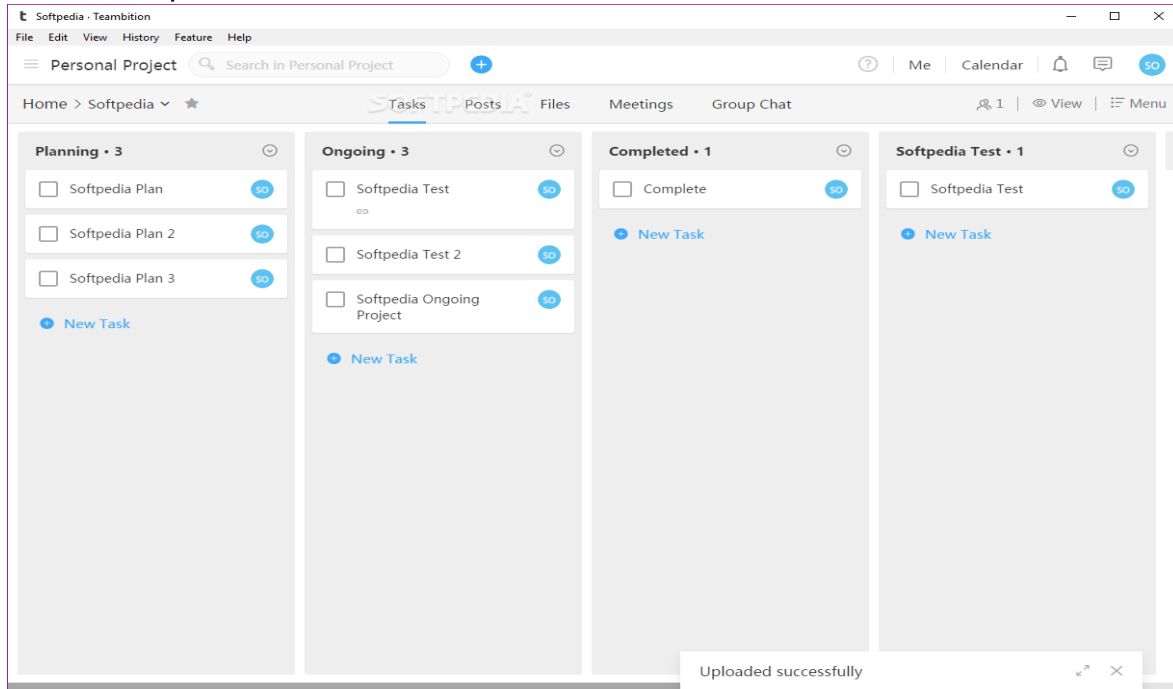 Softpedia · Teambition
File Edit View History Feature Help
Personal Project Search in Personal Project Me Calendar SO
Home > Softpedia Tasks Posts Files Meetings Group Chat 1 View Menu
SOFTPEDIA
Planning • 3
Softpedia Plan SO
Softpedia Plan 2 SO
Softpedia Plan 3 SO
New Task
Ongoing • 3
Softpedia Test SO
Softpedia Test 2 SO
Softpedia Ongoing SO
Project
New Task
Completed • 1
Complete SO
New Task
Softpedia Test • 1
Softpedia Test SO
New Task
Uploaded successfully